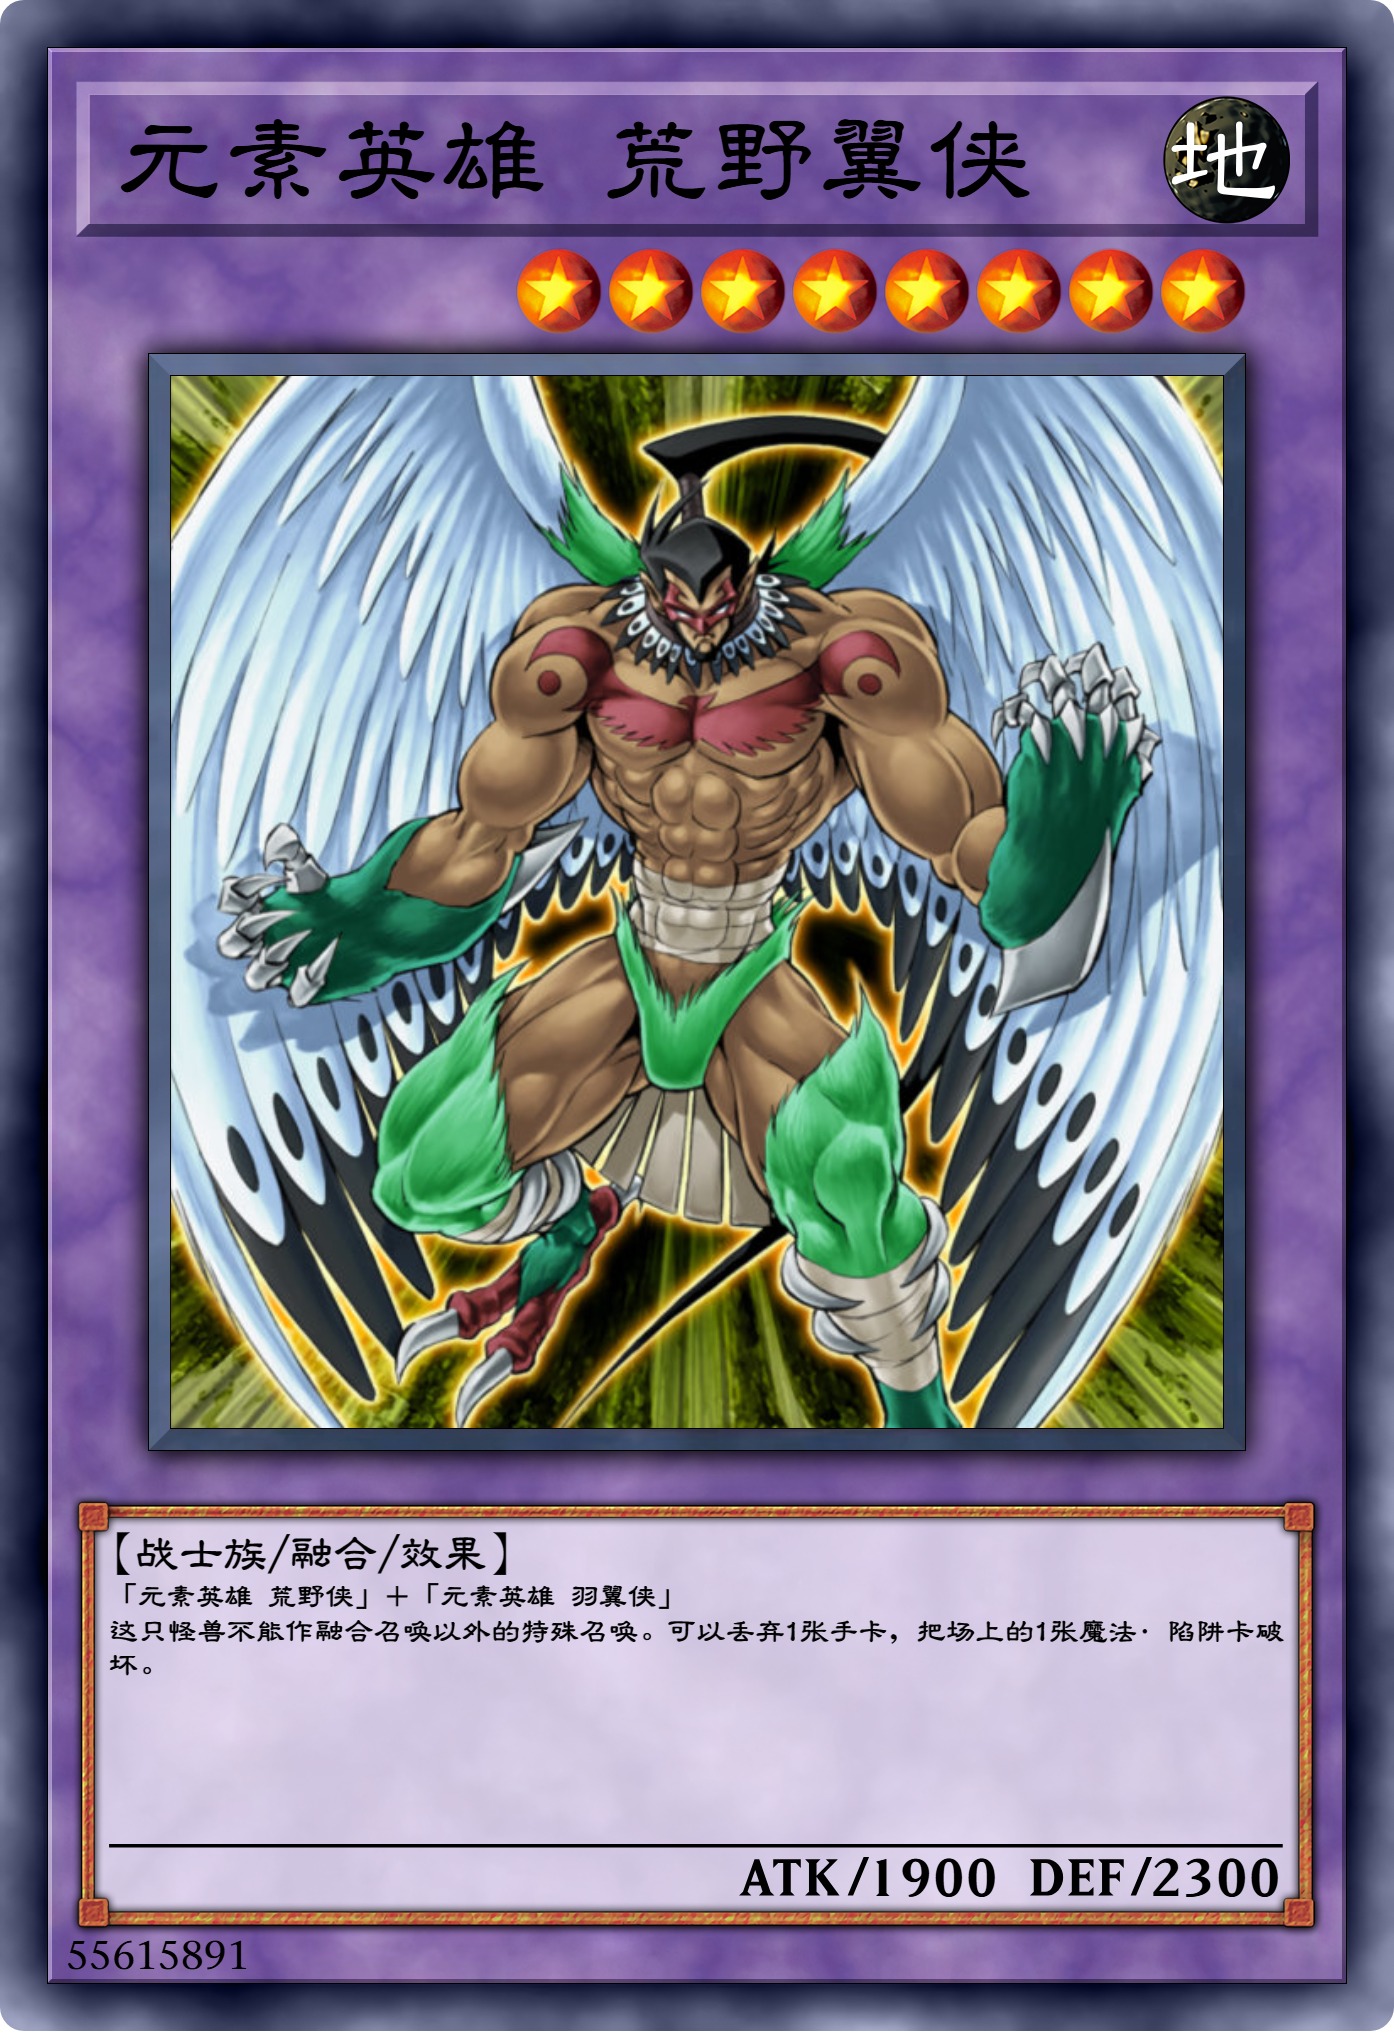 元素英雄 荒野翼侠
地
【战士族/融合/效果】
「元素英雄 荒野侠」＋「元素英雄 羽翼侠」
这只怪兽不能作融合召唤以外的特殊召唤。可以丢弃1张手卡，把场上的1张魔法·陷阱卡破
坏。
ATK/1900 DEF/2300
55615891